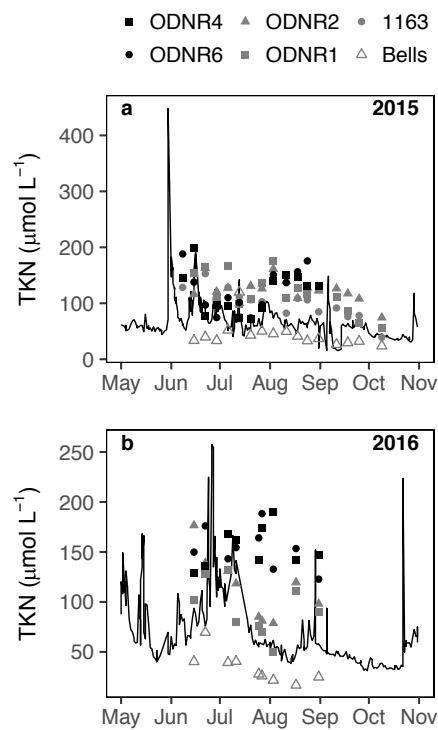 ODNR4 ODNR2 1163
ODNR6 ODNR1 Bells
a 2015
TKN (μmol L⁻¹)
400
300
200
100
0
May Jun Jul Aug Sep Oct Nov
b 2016
TKN (μmol L⁻¹)
250
200
150
100
50
May Jun Jul Aug Sep Oct Nov